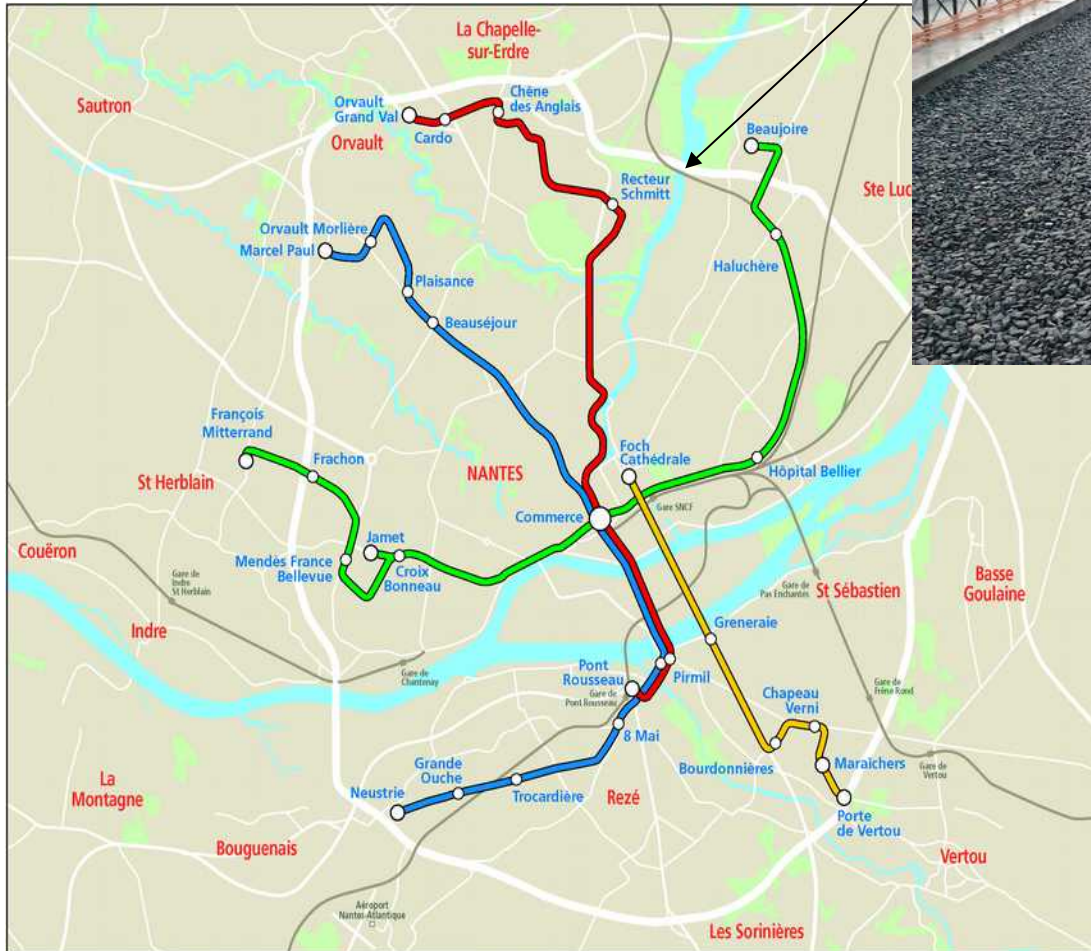 La Chapelle-
sur-Erdre
Sautron
Orvault
Grand Val
Chêne
des Anglais
Orvault
Cardo
Beaujoire
Recteur
Schmitt
Ste Luc
Orvault Morlière
Marcel Paul
Haluchère
Plaisance
Beauséjour
François
Mitterrand
Frachon
Foch
Cathédrale
St Herblain
NANTES
Hôpital Bellier
Gare SNCF
Commerce
Jamet
Couëron
Mendès France
Bellevue
Croix
Bonneau
Gare de
Indre
St Herblain
Gare de
Pas Enchantés
St Sébastien
Basse
Goulaine
Indre
Greneraie
Gare de
Chantenay
Pont
Rousseau
Pirmil
Gare de
Pont Rousseau
Gare de
Frêne Rond
Chapeau
Verni
8 Mai
Grande
Ouche
Bourdonnières
Maraîchers
Gare de
Vertou
La
Montagne
Neustrie
Trocardière
Rezé
Porte
de Vertou
Bouguenais
Vertou
Aéroport
Nantes-Atlantique
Les Sorinières